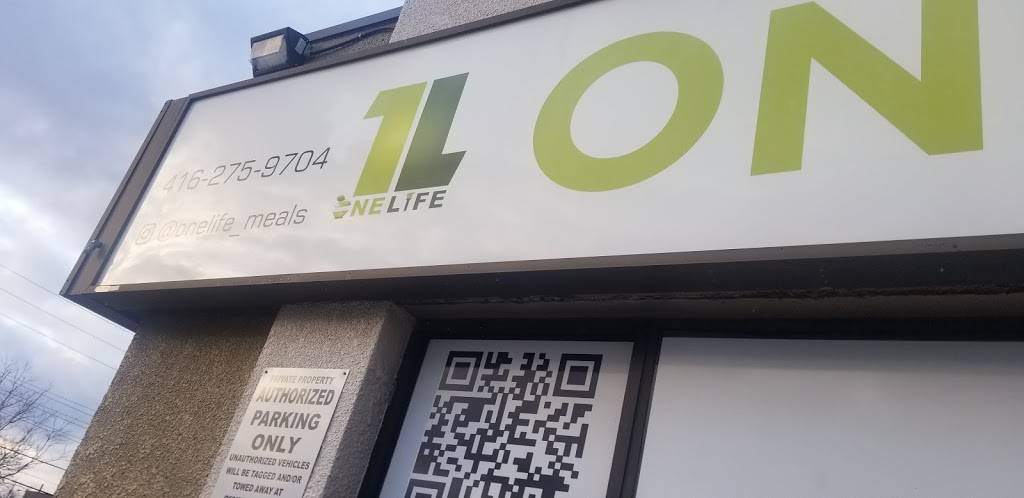 416-275-9704
@onelife_meals
1L
ONELIFE
ON
PRIVATE PROPERTY
AUTHORIZED
PARKING
ONLY
UNAUTHORIZED VEHICLES
WILL BE TAGGED AND/OR
TOWED AWAY AT